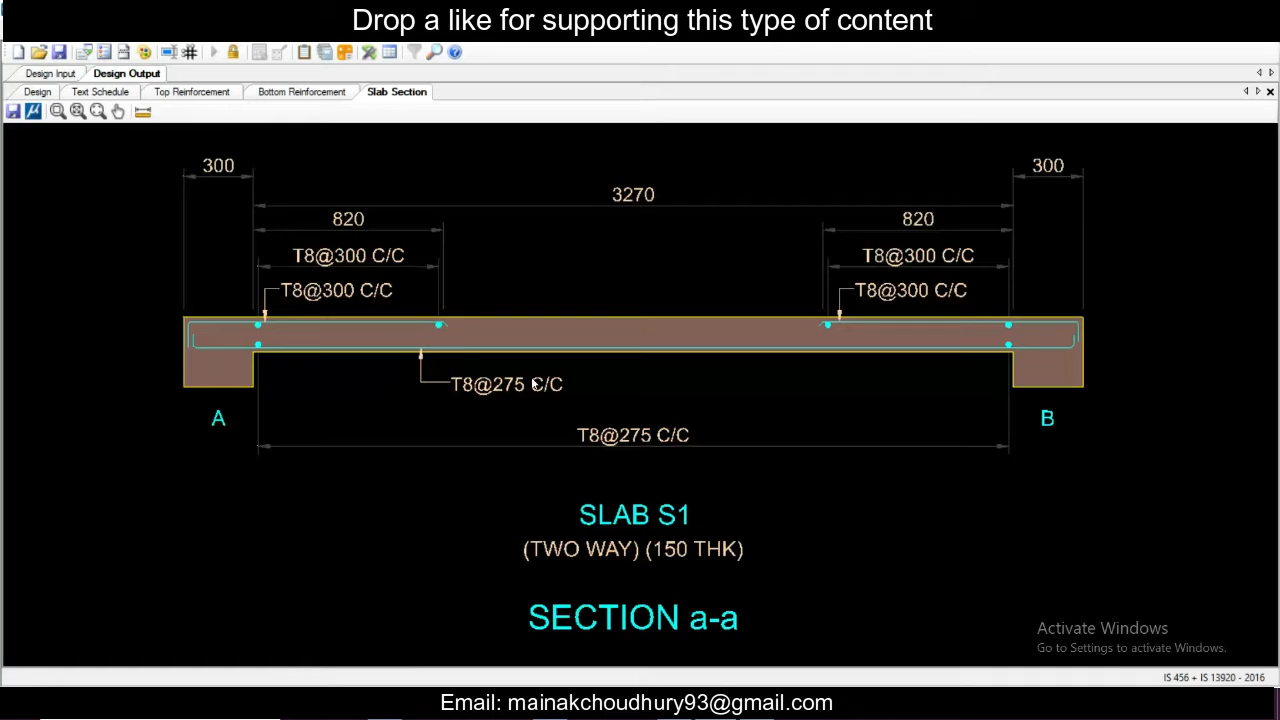 Drop a like for supporting this type of content
Design Input
Design Output
Design
Text Schedule
Top Reinforcement
Bottom Reinforcement
Slab Section
300
300
3270
820
820
T8@300 C/C
T8@300 C/C
T8@300 C/C
T8@300 C/C
T8@275 C/C
A
B
T8@275 C/C
SLAB S1
(TWO WAY) (150 THK)
SECTION a-a
Activate Windows
Go to Settings to activate Windows.
IS 456 + IS 13920 - 2016
Email: mainakchoudhury93@gmail.com